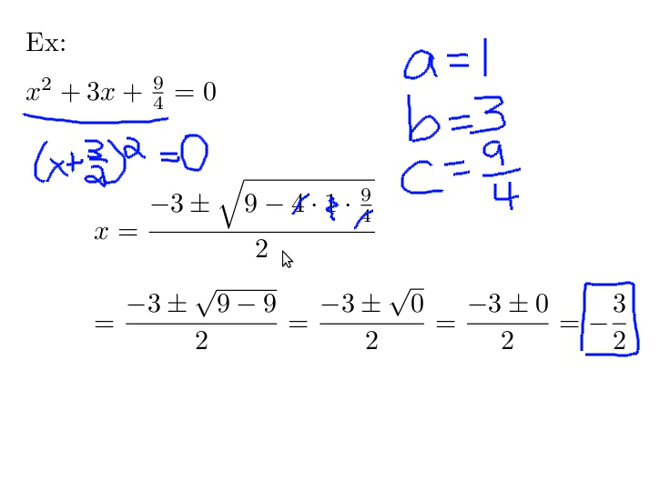 Ex:
x² + 3x + 9/4 = 0
(x+3/2)² = 0
a=1
b=3
c=9/4
x = (-3 ± √(9 − 4 · 1 · 9/4))/2
= (-3 ± √(9 − 9))/2 = (-3 ± √0)/2 = (-3 ± 0)/2 = −3/2